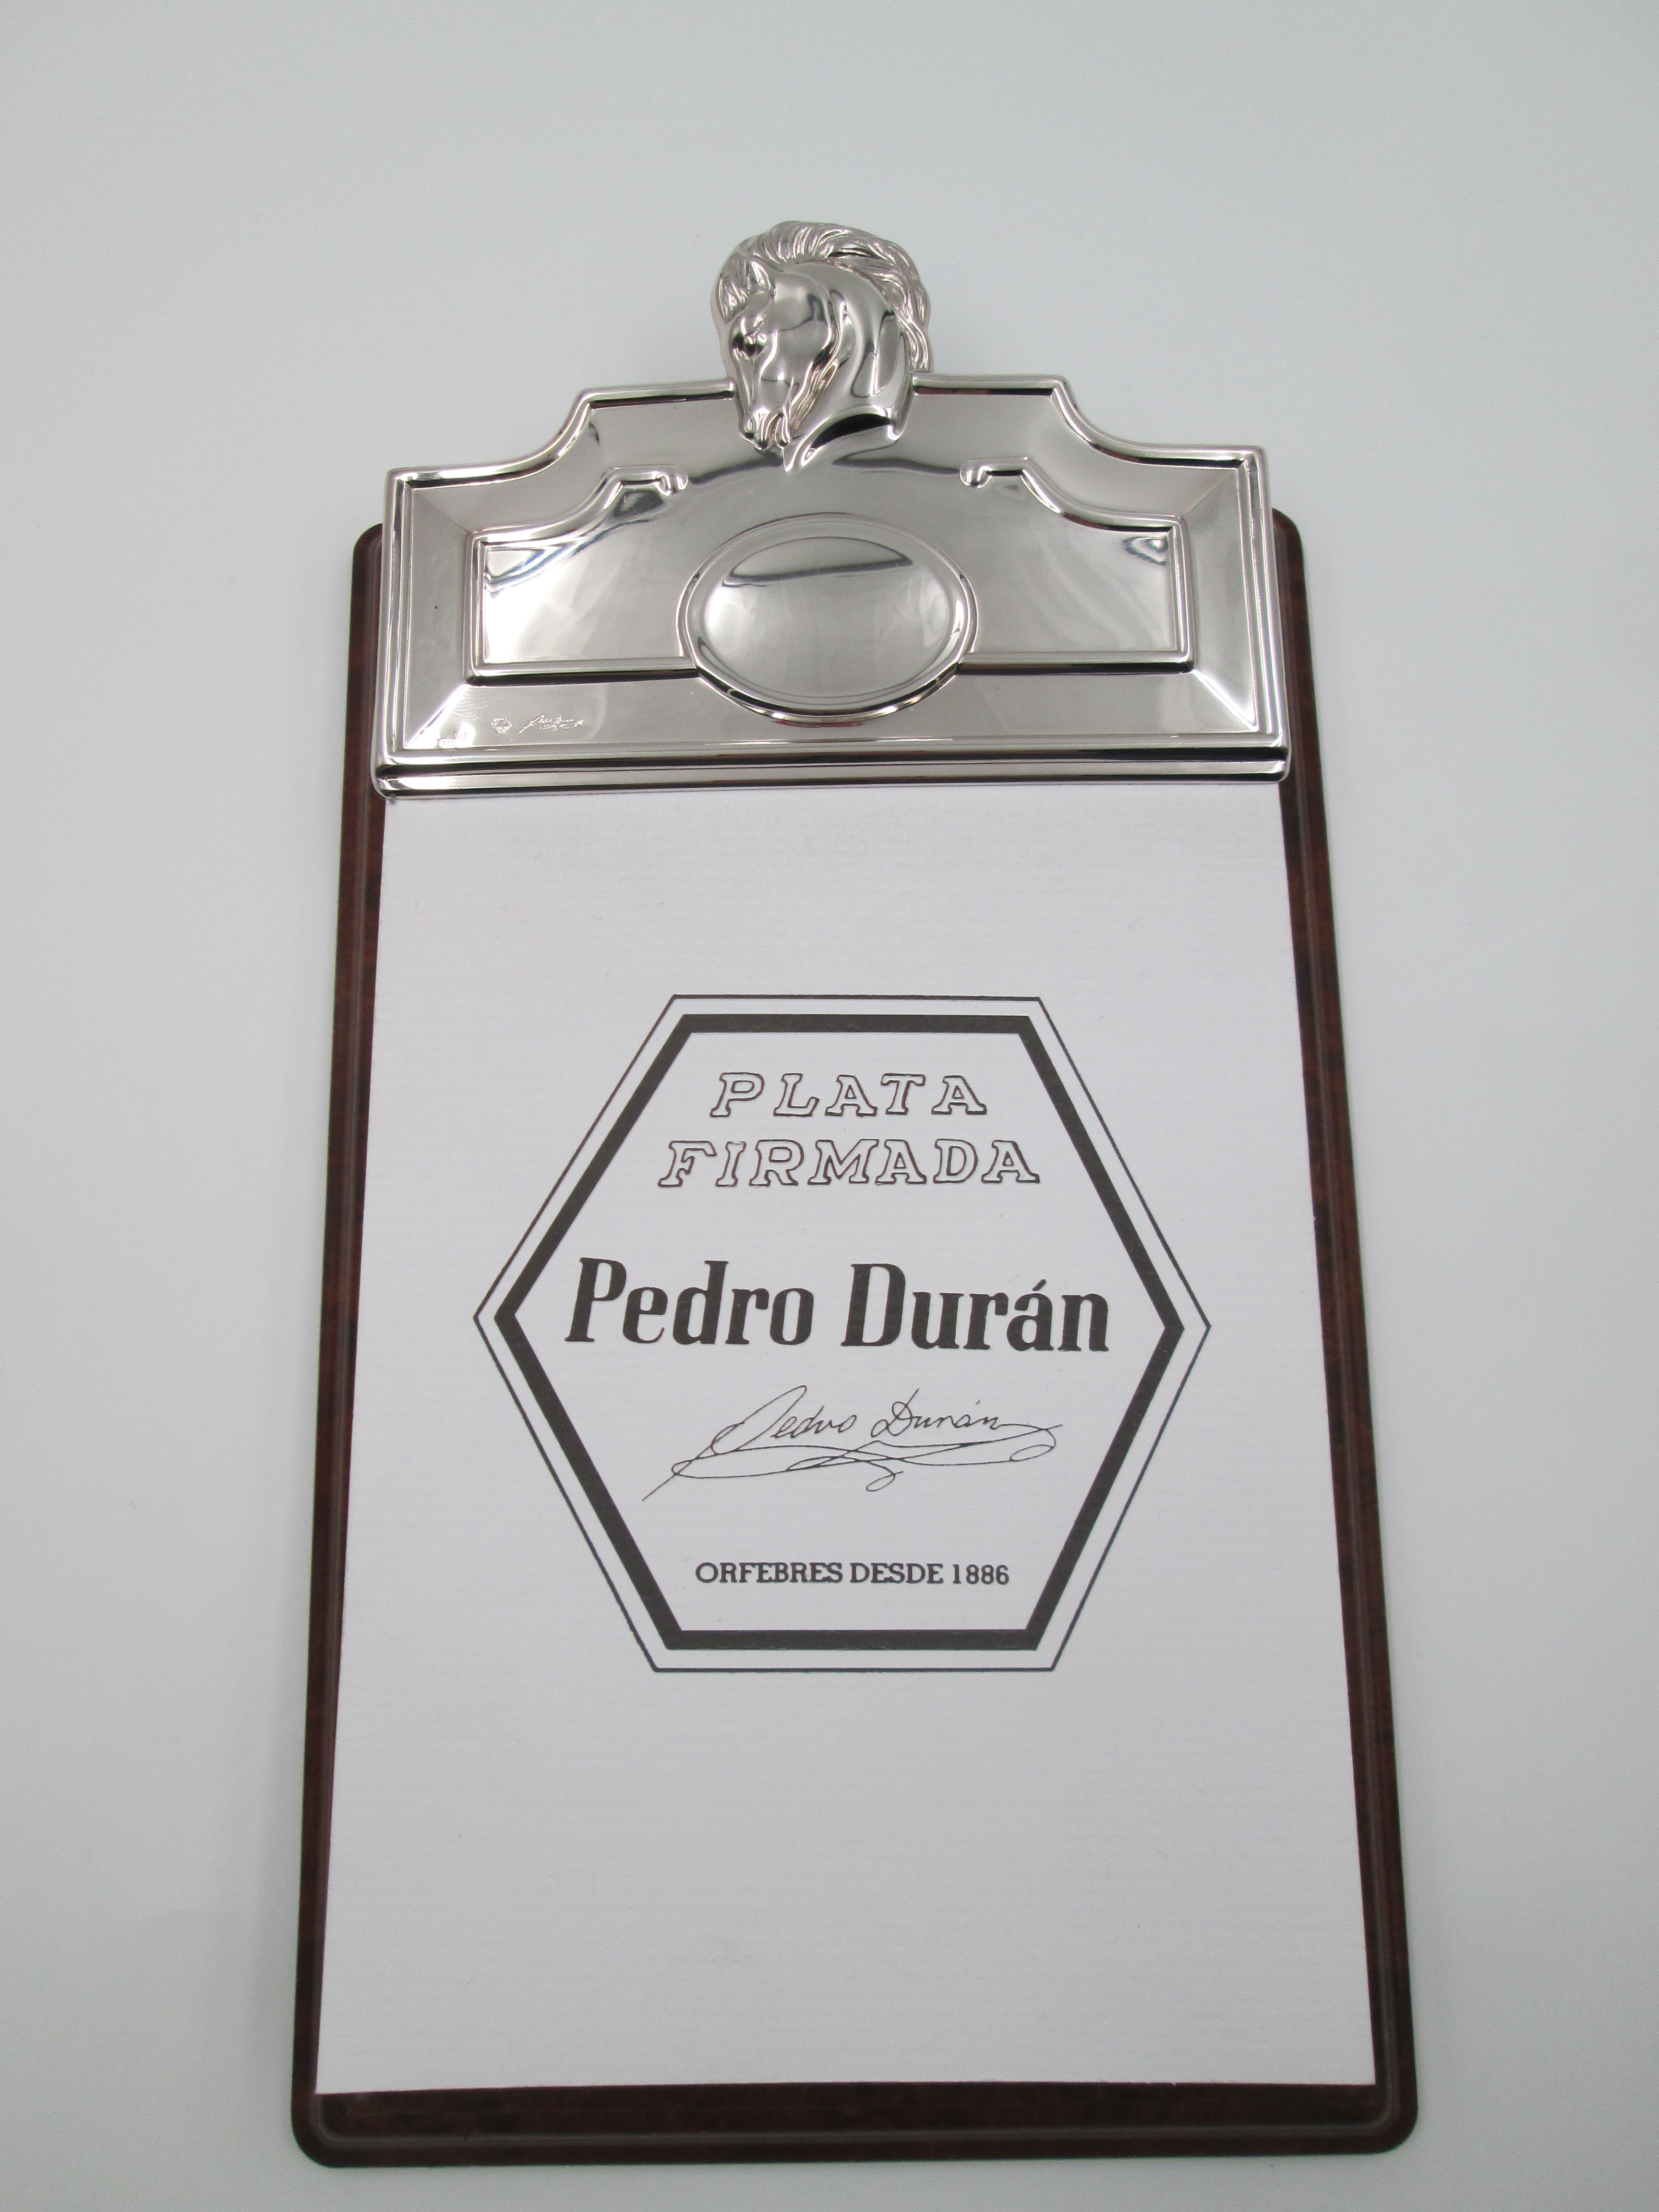 PLATA
FIRMADA
Pedro Durán
Pedro Durán
ORFEBRES DESDE 1886